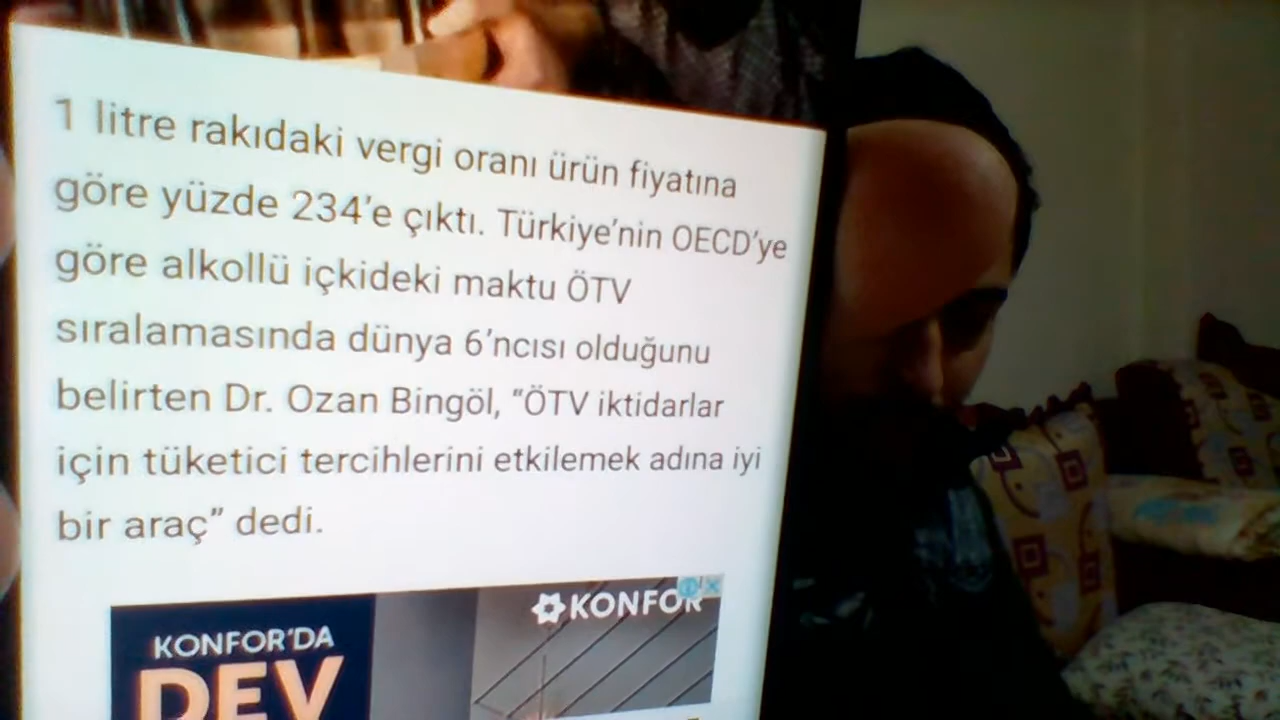 1 litre rakıdaki vergi oranı ürün fiyatına
göre yüzde 234'e çıktı. Türkiye'nin OECD'ye
göre alkollü içkideki maktu ÖTV
sıralamasında dünya 6'ncısı olduğunu
belirten Dr. Ozan Bingöl, “ÖTV iktidarlar
için tüketici tercihlerini etkilemek adına iyi
bir araç” dedi.
KONFOR
KONFOR'DA
DEV